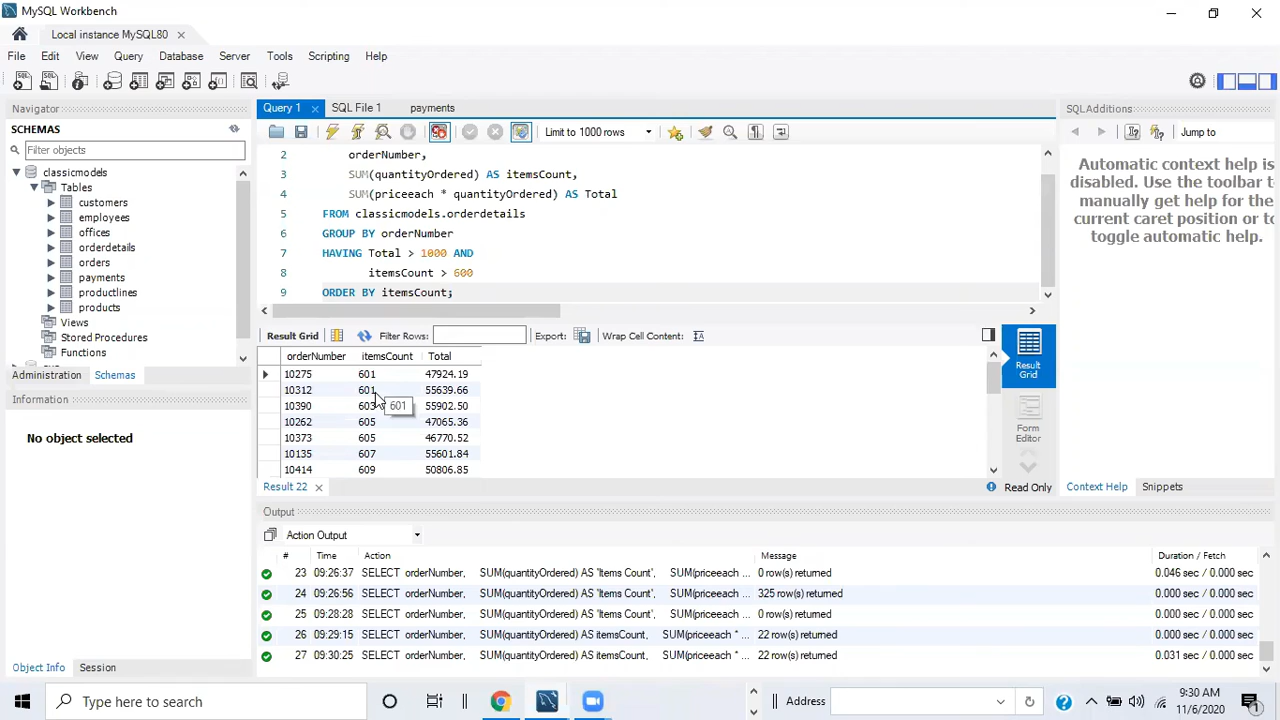 MySQL Workbench
Local instance MySQL80
File Edit View Query Database Server Tools Scripting Help
Navigator
SCHEMAS
Filter objects
classicmodels
Tables
customers
employees
offices
orderdetails
orders
payments
productlines
products
Views
Stored Procedures
Functions
Administration Schemas
Information
No object selected
Object Info Session
Query 1 SQL File 1 payments
Limit to 1000 rows
2 orderNumber,
3 SUM(quantityOrdered) AS itemsCount,
4 SUM(priceeach * quantityOrdered) AS Total
5 FROM classicmodels.orderdetails
6 GROUP BY orderNumber
7 HAVING Total > 1000 AND
8 itemsCount > 600
9 ORDER BY itemsCount;
Result Grid Filter Rows: Export: Wrap Cell Content:
orderNumber itemsCount Total
10275 601 47924.19
10312 601 55639.66
10390 603 55902.50
601
10262 605 47065.36
10373 605 46770.52
10135 607 55601.84
10414 609 50806.85
Result Grid
Form Editor
Result 22
Read Only
SQLAdditions
Jump to
Automatic context help is
disabled. Use the toolbar t
manually get help for the
current caret position or to
toggle automatic help.
Context Help Snippets
Output
Action Output
# Time Action Message Duration / Fetch
23 09:26:37 SELECT orderNumber, SUM(quantityOrdered) AS 'Items Count', SUM(priceeach ... 0 row(s) returned 0.046 sec / 0.000 sec
24 09:26:56 SELECT orderNumber, SUM(quantityOrdered) AS 'Items Count', SUM(priceeach ... 325 row(s) returned 0.000 sec / 0.000 sec
25 09:28:28 SELECT orderNumber, SUM(quantityOrdered) AS 'Items Count', SUM(priceeach ... 0 row(s) returned 0.000 sec / 0.000 sec
26 09:29:15 SELECT orderNumber, SUM(quantityOrdered) AS itemsCount, SUM(priceeach * ... 22 row(s) returned 0.000 sec / 0.000 sec
27 09:30:25 SELECT orderNumber, SUM(quantityOrdered) AS itemsCount, SUM(priceeach * ... 22 row(s) returned 0.031 sec / 0.000 sec
Type here to search
Address
9:30 AM
11/6/2020